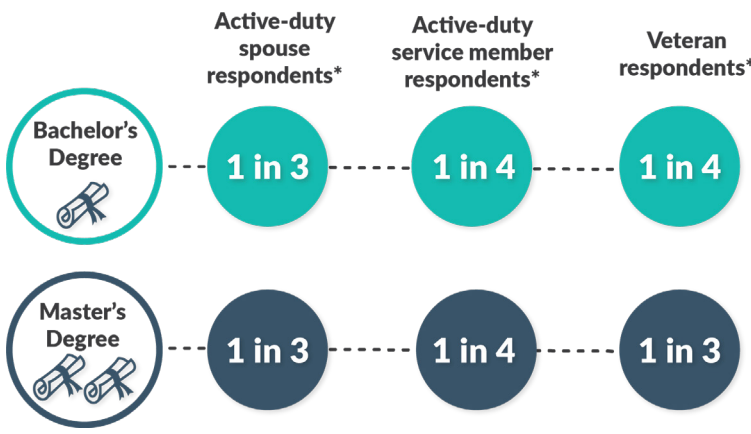 Active-duty
spouse
respondents*
Active-duty
service member
respondents*
Veteran
respondents*
Bachelor's
Degree
1 in 3
1 in 4
1 in 4
Master's
Degree
1 in 3
1 in 4
1 in 3